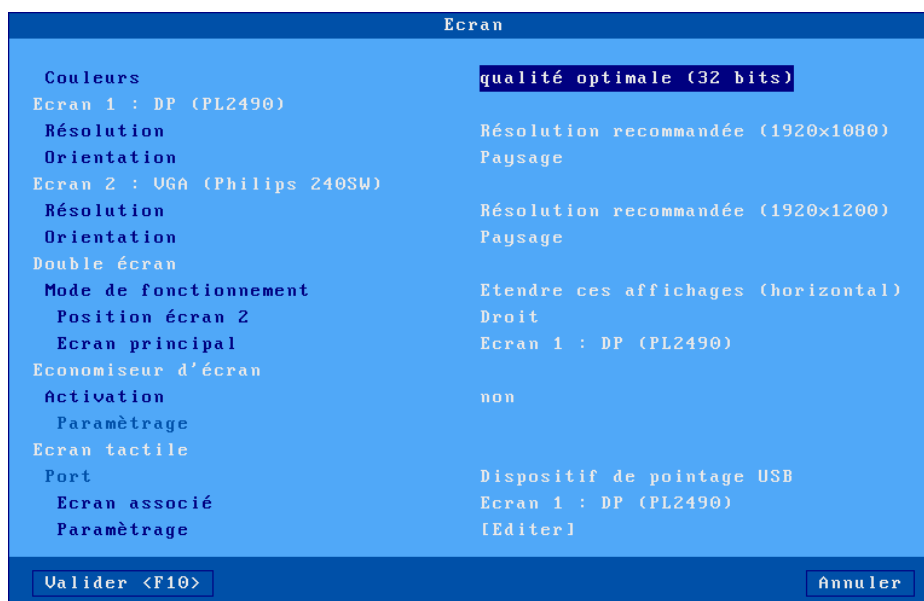 Ecran
Couleurs qualité optimale (32 bits)
Ecran 1 : DP (PL2490)
Résolution Résolution recommandée (1920x1080)
Orientation Paysage
Ecran 2 : VGA (Philips 240SW)
Résolution Résolution recommandée (1920x1200)
Orientation Paysage
Double écran
Mode de fonctionnement Etendre ces affichages (horizontal)
Position écran 2 Droit
Ecran principal Ecran 1 : DP (PL2490)
Economiseur d'écran
Activation non
Paramètrage
Ecran tactile
Port Dispositif de pointage USB
Ecran associé Ecran 1 : DP (PL2490)
Paramètrage [Editer]
Valider <F10> Annuler